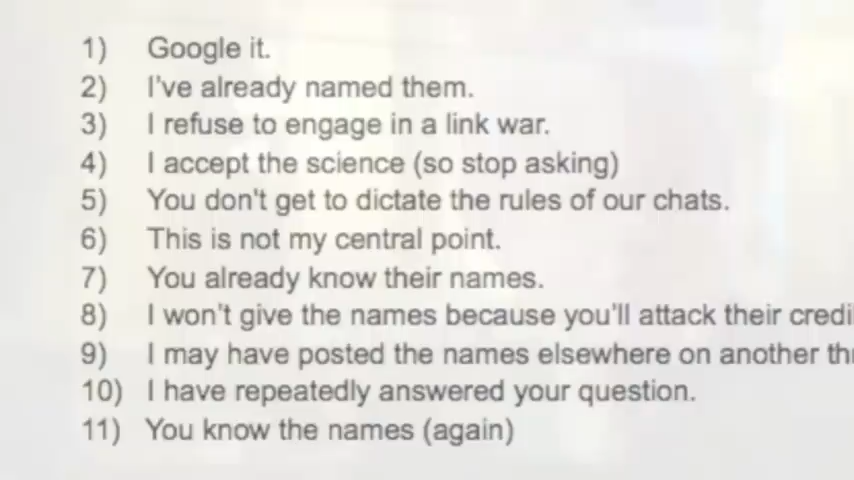 1) Google it.
2) I've already named them.
3) I refuse to engage in a link war.
4) I accept the science (so stop asking)
5) You don't get to dictate the rules of our chats.
6) This is not my central point.
7) You already know their names.
8) I won't give the names because you'll attack their
9) I may have posted the names elsewhere on another
10) I have repeatedly answered your question.
11) You know the names (again)